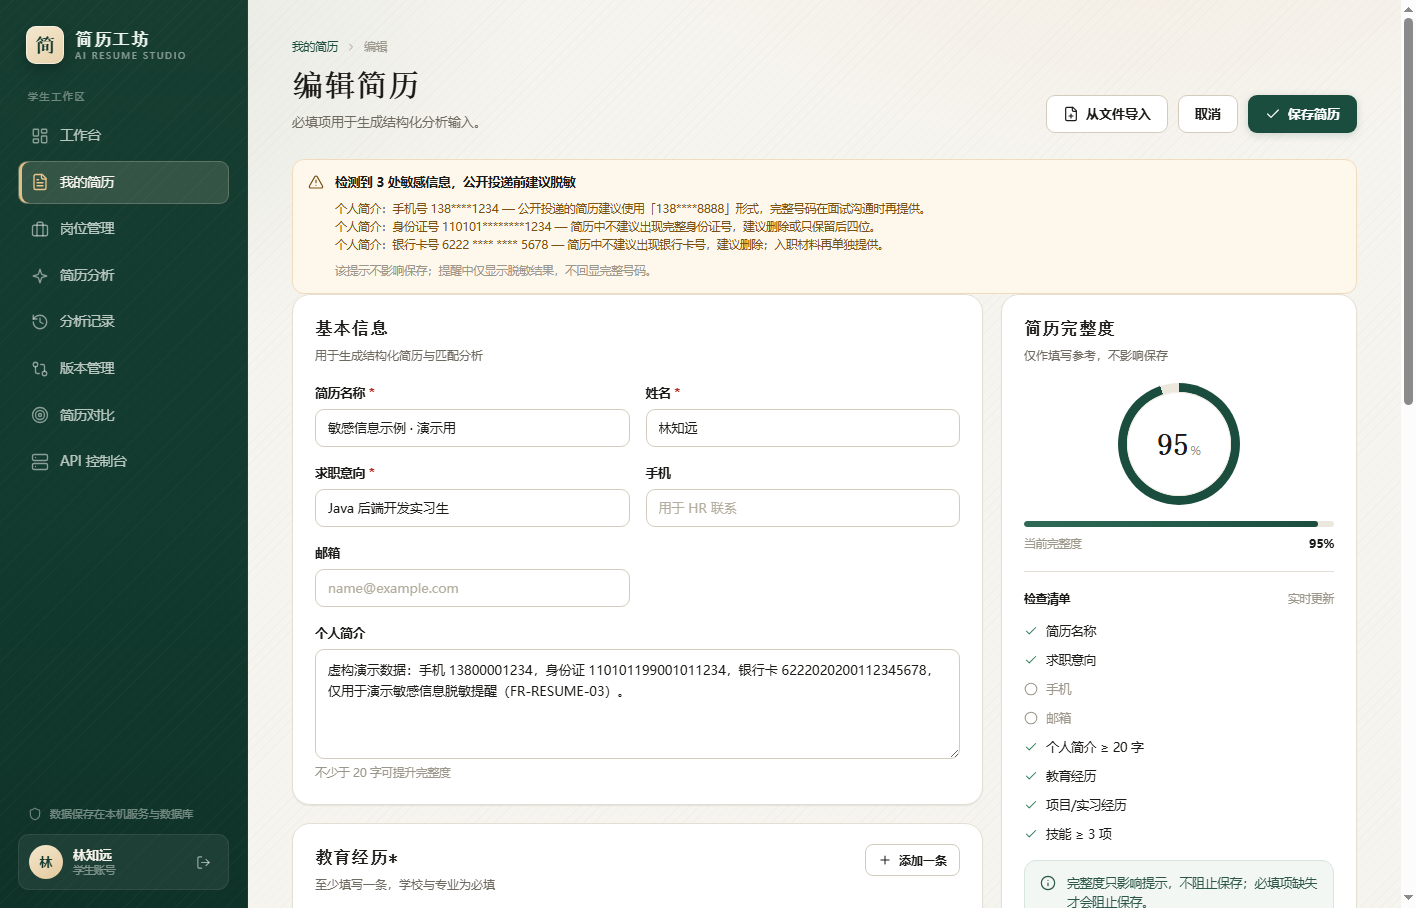 简
简历工坊
AI RESUME STUDIO
学生工作区
工作台
我的简历
岗位管理
简历分析
分析记录
版本管理
简历对比
API 控制台
数据保存在本机服务与数据库
林
林知远
学生账号
我的简历 › 编辑
编辑简历
必填项用于生成结构化分析输入。
从文件导入
取消
保存简历
检测到 3 处敏感信息，公开投递前建议脱敏
个人简介：手机号 138****1234 — 公开投递的简历建议使用「138****8888」形式，完整号码在面试沟通时再提供。
个人简介：身份证号 110101********1234 — 简历中不建议出现完整身份证号，建议删除或只保留后四位。
个人简介：银行卡号 6222 **** **** 5678 — 简历中不建议出现银行卡号，建议删除；入职材料再单独提供。
该提示不影响保存；提醒中仅显示脱敏结果，不回显完整号码。
基本信息
用于生成结构化简历与匹配分析
简历名称 *
敏感信息示例 · 演示用
姓名 *
林知远
求职意向 *
Java 后端开发实习生
手机
用于 HR 联系
邮箱
name@example.com
个人简介
虚构演示数据：手机 13800001234，身份证 110101199001011234，银行卡 6222020200112345678，
仅用于演示敏感信息脱敏提醒（FR-RESUME-03）。
不少于 20 字可提升完整度
教育经历*
至少填写一条，学校与专业为必填
添加一条
简历完整度
仅作填写参考，不影响保存
95%
当前完整度
95%
检查清单
实时更新
简历名称
求职意向
手机
邮箱
个人简介 ≥ 20 字
教育经历
项目/实习经历
技能 ≥ 3 项
完整度只影响提示，不阻止保存；必填项缺失
才会阻止保存。